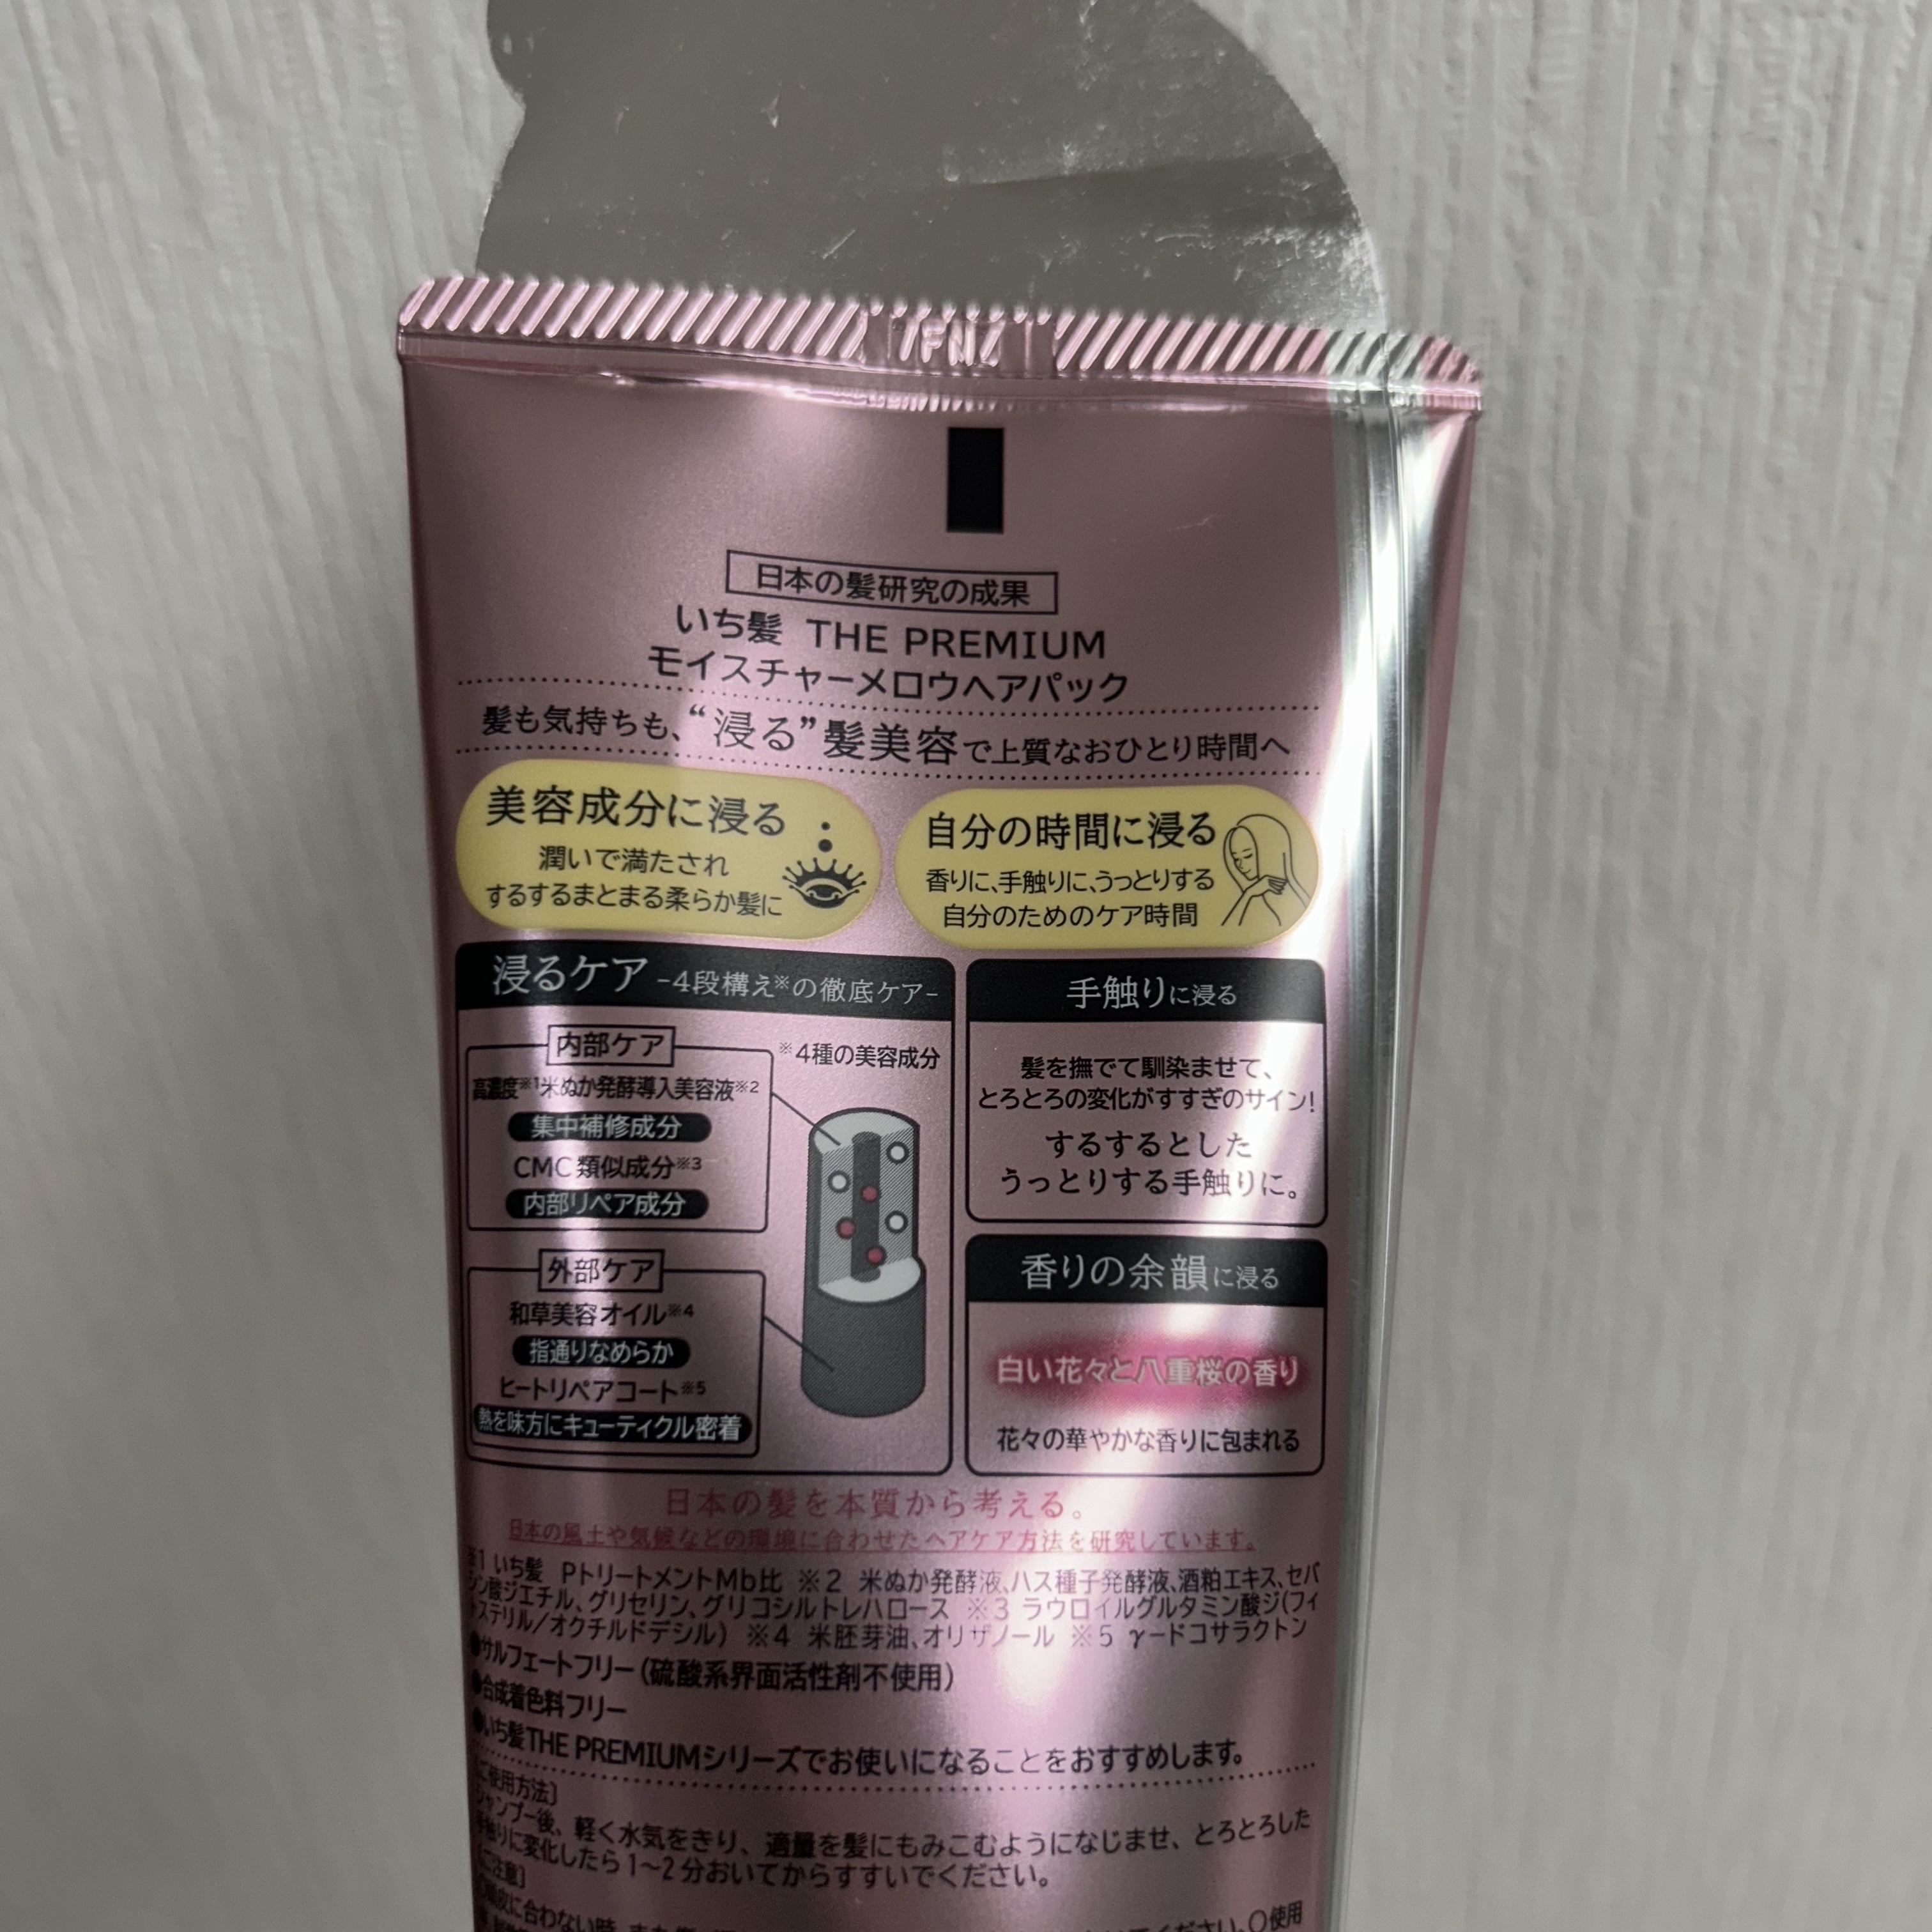 日本の髪研究の成果
いち髪 THE PREMIUM
モイスチャーメロウヘアパック
髪も気持ちも、“浸る”髪美容で上質なおひとり時間へ
美容成分に浸る
潤いで満たされ
するするまとまる柔らか髪に
自分の時間に浸る
香りに、手触りに、うっとりする
自分のためのケア時間
浸るケア -4段構え※の徹底ケア-
※4種の美容成分
内部ケア
高濃度※1米ぬか発酵導入美容液※2
集中補修成分
CMC類似成分※3
内部リペア成分
外部ケア
和草美容オイル※4
指通りなめらか
ヒートリペアコート※5
熱を味方にキューティクル密着
手触りに浸る
髪を撫でて馴染ませて、
とろとろの変化がすすぎのサイン!
するするとした
うっとりする手触りに。
香りの余韻に浸る
白い花々と八重桜の香り
花々の華やかな香りに包まれる
日本の髪を本質から考える。
日本の風土や気候などの環境に合わせたヘアケア方法を研究しています。
※1 いち髪 PトリートメントMb比 ※2 米ぬか発酵液、ハス種子発酵液、酒粕エキス、セバ
シン酸ジエチル、グリセリン、グリコシルトレハロース ※3 ラウロイルグルタミン酸ジ(フィ
トステリル/オクチルドデシル) ※4 米胚芽油、オリザノール ※5 γ-ドコサラクトン
●サルフェートフリー(硫酸系界面活性剤不使用)
●合成着色料フリー
●いち髪THE PREMIUMシリーズでお使いになることをおすすめします。
〔ご使用方法〕
シャンプー後、軽く水気をきり、適量を髪にもみこむようになじませ、とろとろした
手触りに変化したら1〜2分おいてからすすいでください。
〔ご注意〕
頭皮に合わない時
ください。○使用